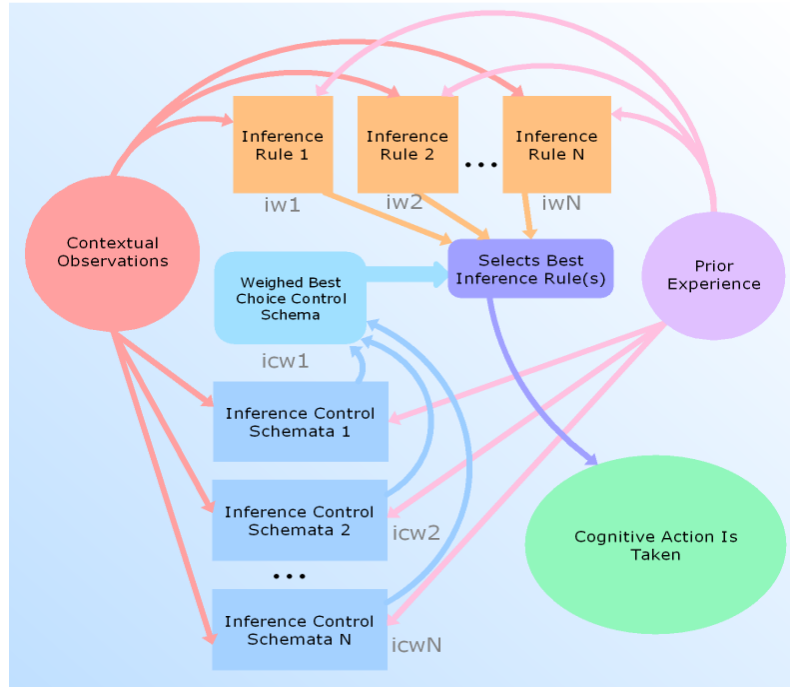 Inference
Rule 1
Inference
Rule 2
...
Inference
Rule N
iw1
iw2
iwN
Contextual
Observations
Selects Best
Inference Rule(s)
Prior
Experience
Weighed Best
Choice Control
Schema
icw1
Inference Control
Schemata 1
Inference Control
Schemata 2
icw2
...
Inference Control
Schemata N
icwN
Cognitive Action Is
Taken